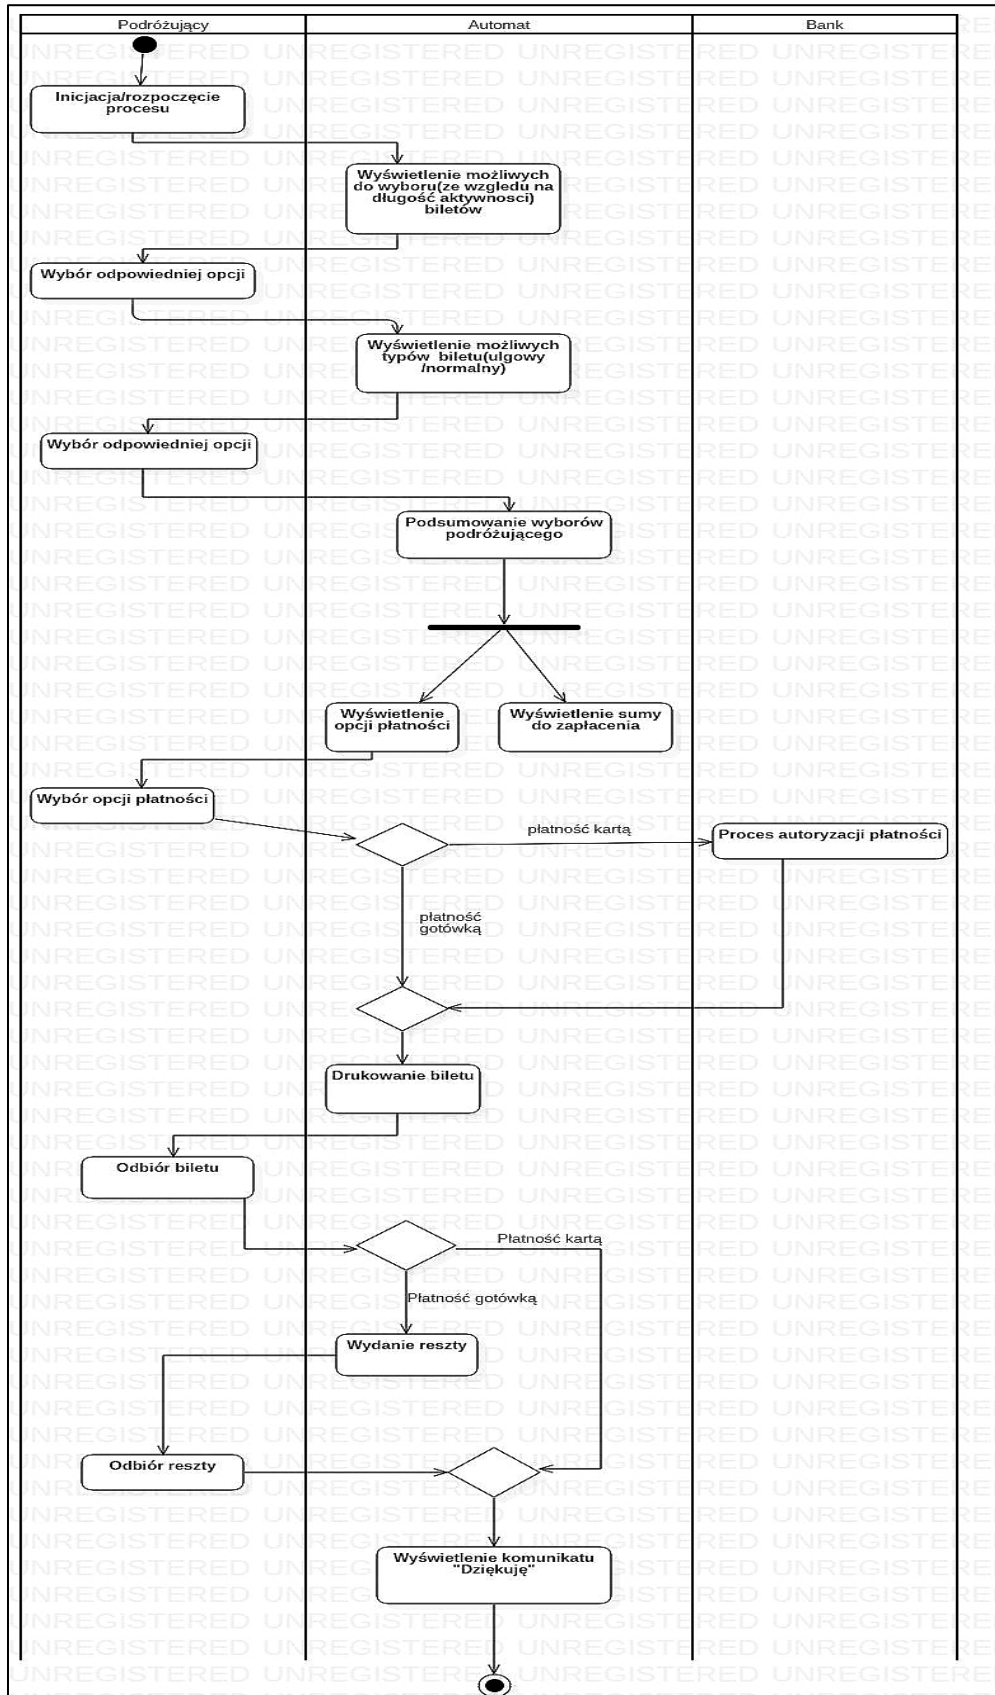 Podróżujący
Automat
Bank
Inicjacja/rozpoczęcie
procesu
Wyświetlenie możliwych
do wyboru(ze wzgledu na
długość aktywnosci)
biletów
Wybór odpowiedniej opcji
Wyświetlenie możliwych
typów biletu(ulgowy
/normalny)
Wybór odpowiedniej opcji
Podsumowanie wyborów
podróżującego
Wyświetlenie
opcji płatności
Wyświetlenie sumy
do zapłacenia
Wybór opcji płatności
płatność kartą
Proces autoryzacji płatności
płatność
gotówką
Drukowanie biletu
Odbiór biletu
Płatność kartą
Płatność gotówką
Wydanie reszty
Odbiór reszty
Wyświetlenie komunikatu
"Dziękuję"
UNREGISTERED